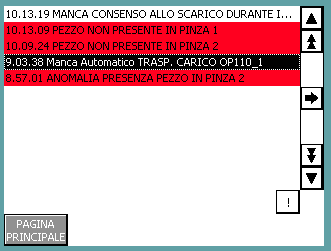 10.13.19 MANCA CONSENSO ALLO SCARICO DURANTE I...
10.13.09 PEZZO NON PRESENTE IN PINZA 1
10.09.24 PEZZO NON PRESENTE IN PINZA 2
9.03.38 Manca Automatico TRASP. CARICO OP110_1
8.57.01 ANOMALIA PRESENZA PEZZO IN PINZA 2
!
PAGINA
PRINCIPALE